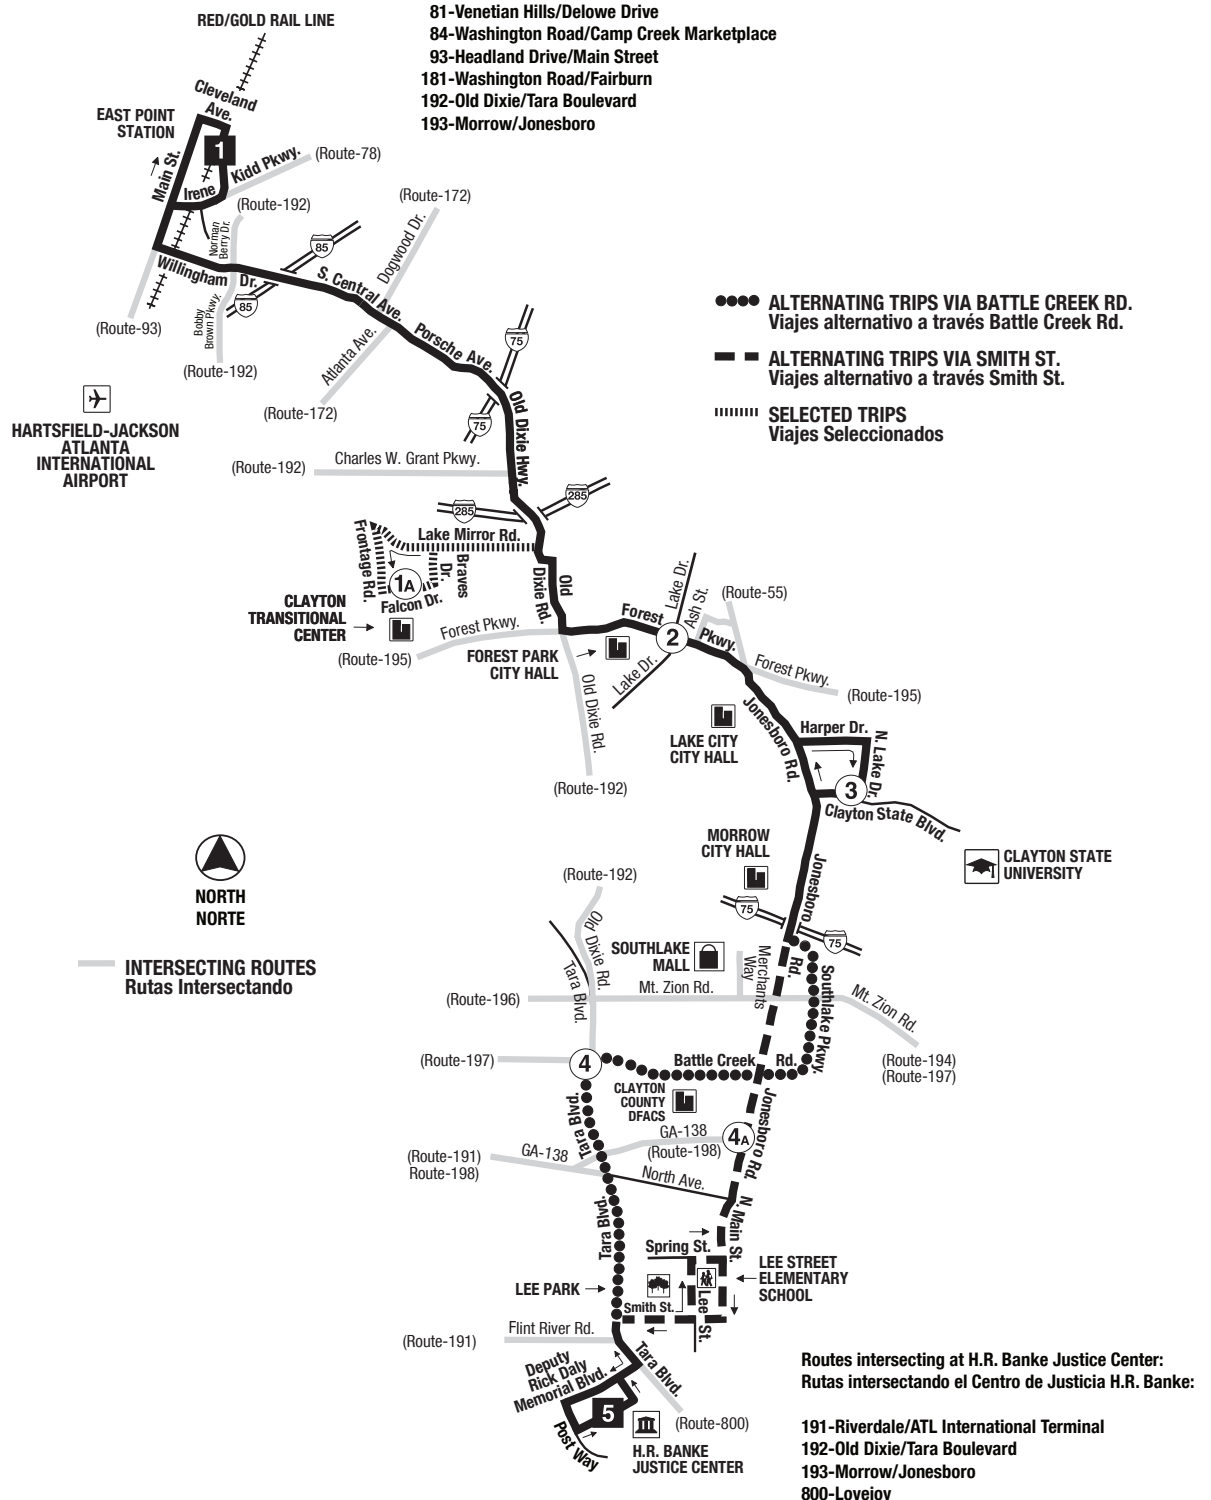 81-Venetian Hills/Delowe Drive
84-Washington Road/Camp Creek Marketplace
93-Headland Drive/Main Street
181-Washington Road/Fairburn
192-Old Dixie/Tara Boulevard
193-Morrow/Jonesboro
RED/GOLD RAIL LINE
Cleveland
Ave.
EAST POINT
STATION
1
Main St.
Irene
Kidd Pkwy.
(Route-78)
(Route-192)
Norman
Berry Dr.
(Route-172)
Dogwood Dr.
85
Willingham Dr.
S. Central Ave.
85
Bobby
Brown Pkwy.
(Route-93)
(Route-192)
Atlanta Ave.
(Route-172)
Porsche Ave.
75
75
Old Dixie Hwy.
ALTERNATING TRIPS VIA BATTLE CREEK RD.
Viajes alternativo a través Battle Creek Rd.
ALTERNATING TRIPS VIA SMITH ST.
Viajes alternativo a través Smith St.
SELECTED TRIPS
Viajes Seleccionados
HARTSFIELD-JACKSON
ATLANTA
INTERNATIONAL
AIRPORT
(Route-192)
Charles W. Grant Pkwy.
285
285
Lake Mirror Rd.
Frontage Rd.
Braves
Dr.
1A
Falcon Dr.
CLAYTON
TRANSITIONAL
CENTER
Old
Dixie Rd.
Forest Pkwy.
(Route-195)
FOREST PARK
CITY HALL
Forest
Pkwy.
2
Lake Dr.
Lake Dr.
Ash St.
(Route-55)
Forest Pkwy.
(Route-195)
Old Dixie Rd.
(Route-192)
LAKE CITY
CITY HALL
Jonesboro Rd.
Harper Dr.
N. Lake Dr.
3
Clayton State Blvd.
CLAYTON STATE
UNIVERSITY
MORROW
CITY HALL
Jonesboro
Rd.
75
75
NORTH
NORTE
INTERSECTING ROUTES
Rutas Intersectando
(Route-192)
Old Dixie Rd.
Tara Blvd.
SOUTHLAKE
MALL
Merchants
Way
Mt. Zion Rd.
(Route-196)
Southlake Pkwy.
Mt. Zion Rd.
(Route-194)
(Route-197)
(Route-197)
4
Battle Creek Rd.
CLAYTON
COUNTY
DFACS
Tara Blvd.
Jonesboro Rd.
GA-138
(Route-198)
4A
(Route-191)
Route-198)
GA-138
North Ave.
Tara Blvd.
N. Main St.
Spring St.
LEE STREET
ELEMENTARY
SCHOOL
LEE PARK
Smith St.
Lee St.
(Route-191)
Flint River Rd.
Deputy
Rick Daly
Memorial Blvd.
Tara Blvd.
5
(Route-800)
Post Way
H.R. BANKE
JUSTICE CENTER
Routes intersecting at H.R. Banke Justice Center:
Rutas intersectando el Centro de Justicia H.R. Banke:
191-Riverdale/ATL International Terminal
192-Old Dixie/Tara Boulevard
193-Morrow/Jonesboro
800-Lovejoy